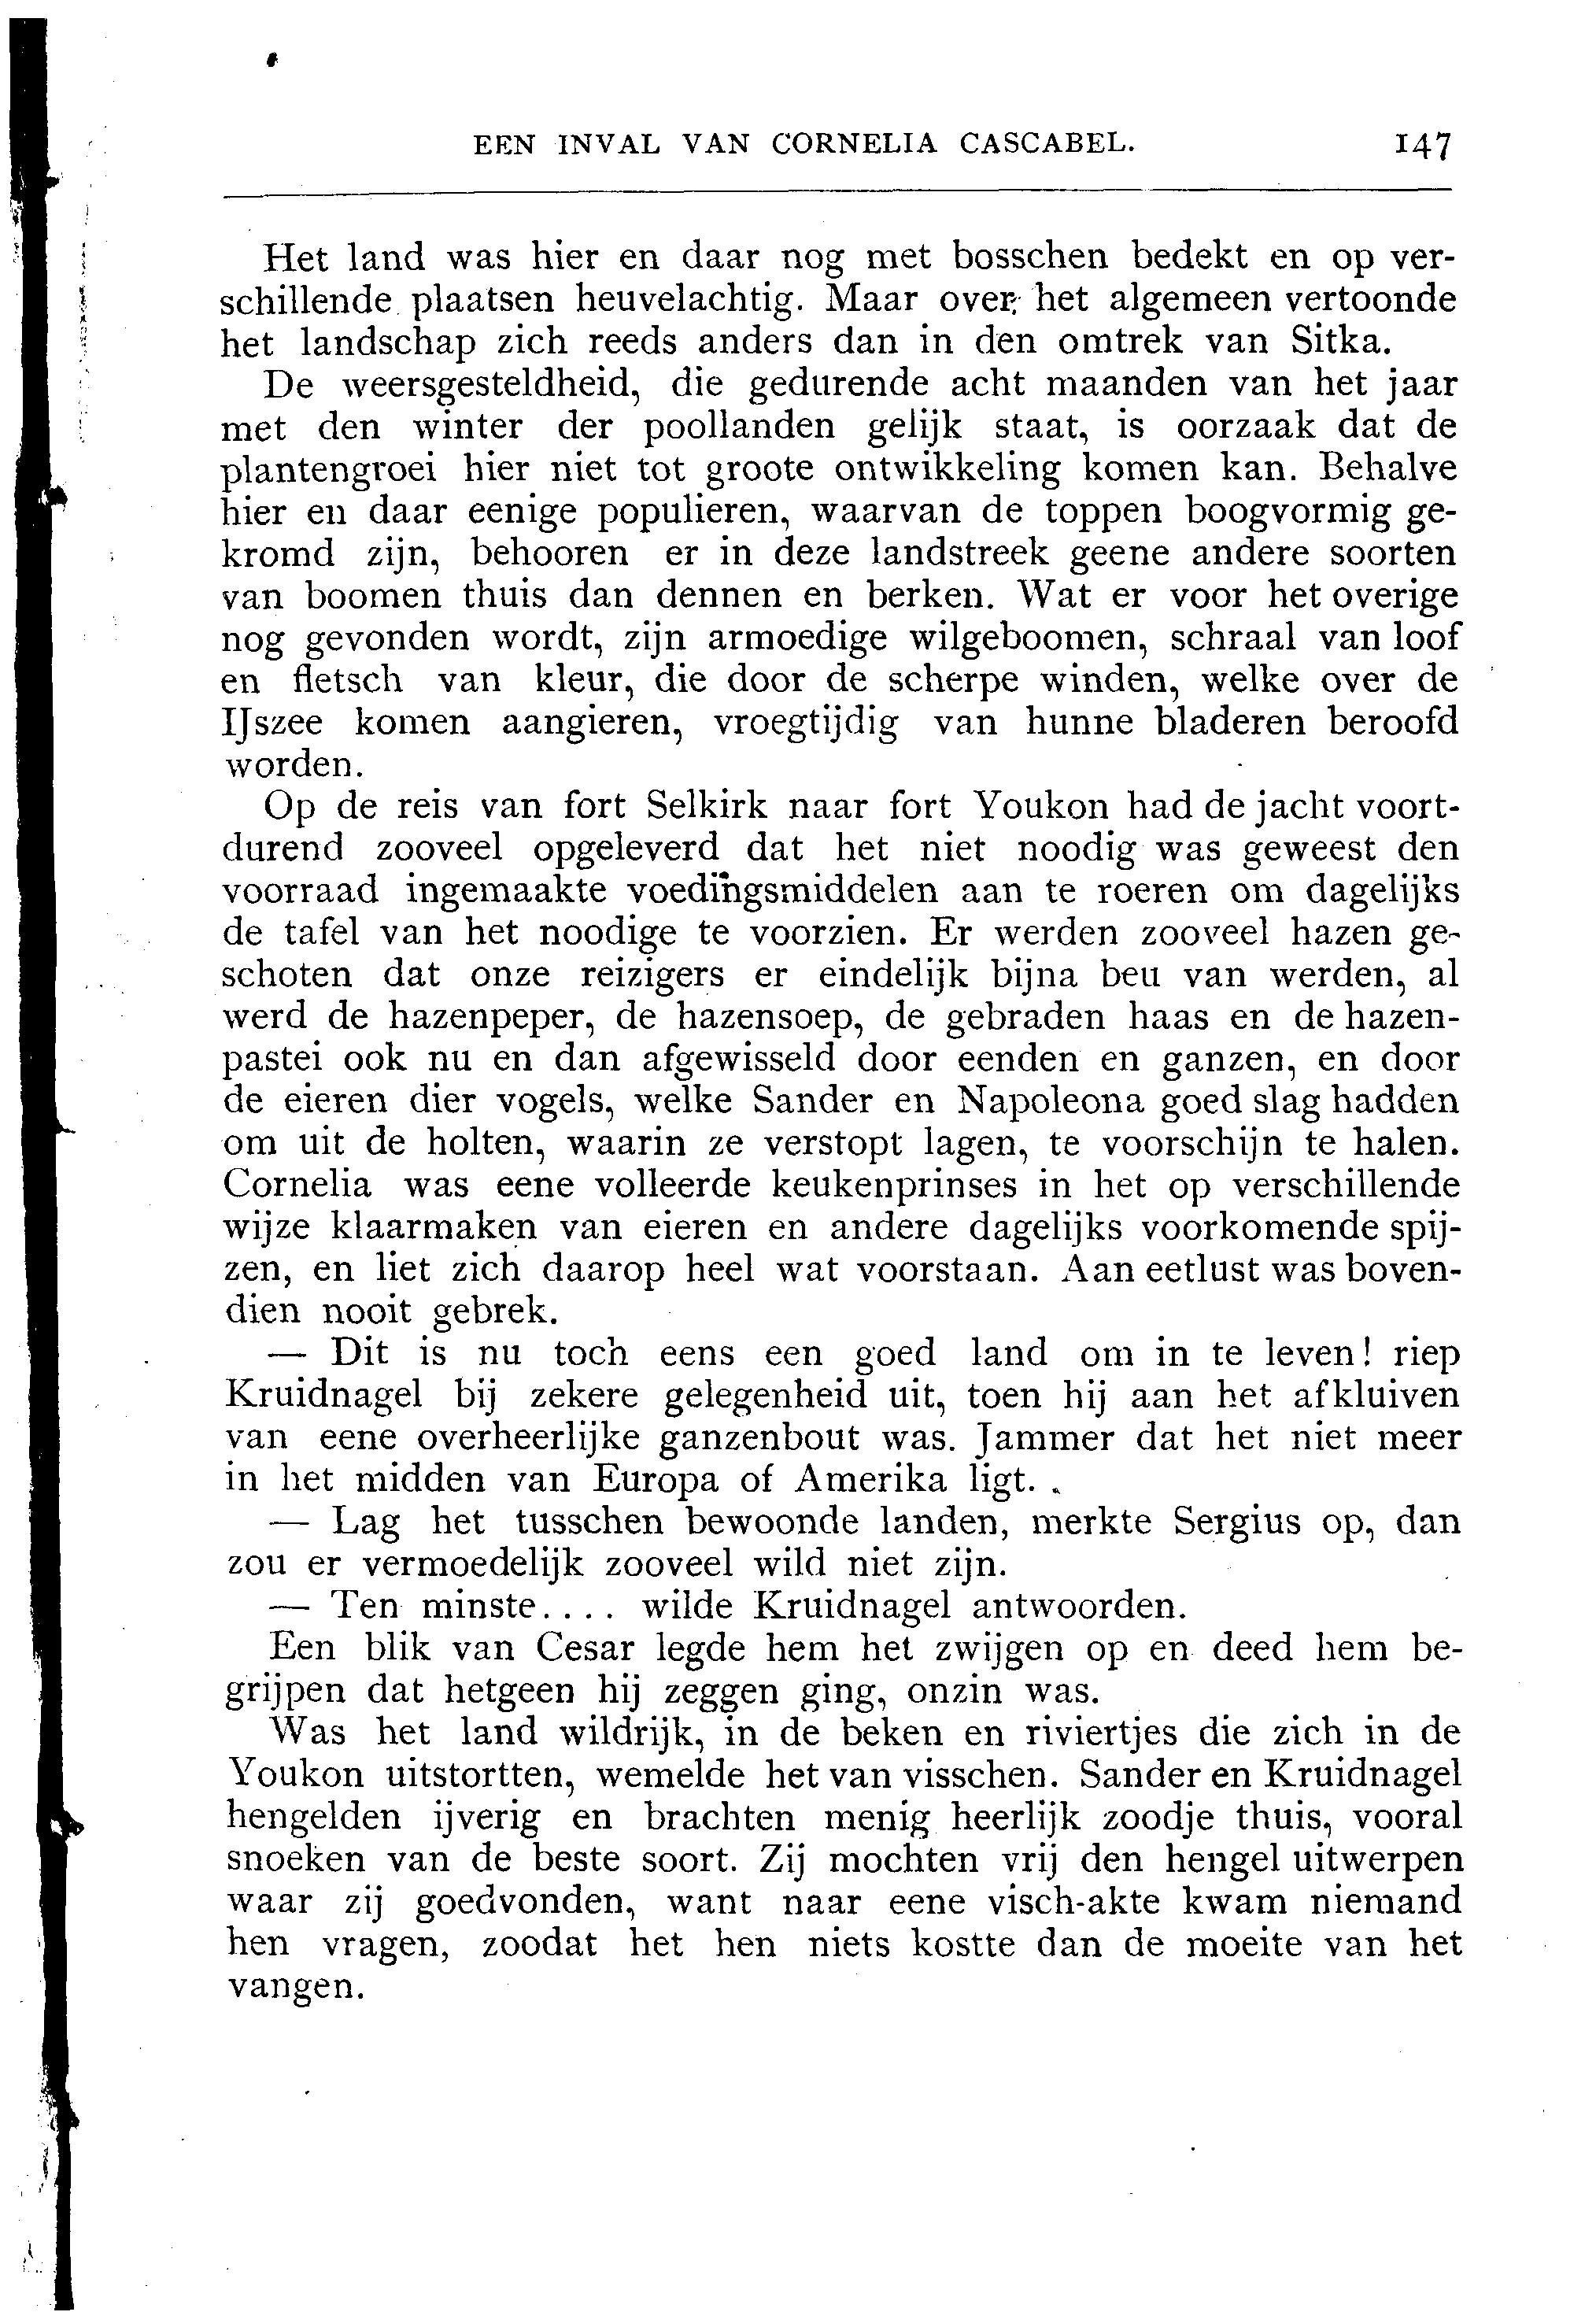 EEN INVAL VAN CORNELIA CASCABEL. 147
Het land was hier en daar nog met bosschen bedekt en op ver-
schillende plaatsen heuvelachtig. Maar over het algemeen vertoonde
het landschap zich reeds anders dan in den omtrek van Sitka.
De weersgesteldheid, die gedurende acht maanden van het jaar
met den winter der poollanden gelijk staat, is oorzaak dat de
plantengroei hier niet tot groote ontwikkeling komen kan. Behalve
hier en daar eenige populieren, waarvan de toppen boogvormig ge-
kromd zijn, behooren er in deze landstreek geene andere soorten
van boomen thuis dan dennen en berken. Wat er voor het overige
nog gevonden wordt, zijn armoedige wilgeboomen, schraal van loof
en fletsch van kleur, die door de scherpe winden, welke over de
IJszee komen aangieren, vroegtijdig van hunne bladeren beroofd
worden.
Op de reis van fort Selkirk naar fort Youkon had de jacht voort-
durend zooveel opgeleverd dat het niet noodig was geweest den
voorraad ingemaakte voedingsmiddelen aan te roeren om dagelijks
de tafel van het noodige te voorzien. Er werden zooveel hazen ge-
schoten dat onze reizigers er eindelijk bijna beu van werden, al
werd de hazenpeper, de hazensoep, de gebraden haas en de hazen-
pastei ook nu en dan afgewisseld door eenden en ganzen, en door
de eieren dier vogels, welke Sander en Napoleona goed slag hadden
om uit de holten, waarin ze verstopt lagen, te voorschijn te halen.
Cornelia was eene volleerde keukenprinses in het op verschillende
wijze klaarmaken van eieren en andere dagelijks voorkomende spij-
zen, en liet zich daarop heel wat voorstaan. Aan eetlust was boven-
dien nooit gebrek.
— Dit is nu toch eens een goed land om in te leven! riep
Kruidnagel bij zekere gelegenheid uit, toen hij aan het afkluiven
van eene overheerlijke ganzenbout was. Jammer dat het niet meer
in het midden van Europa of Amerika ligt.
— Lag het tusschen bewoonde landen, merkte Sergius op, dan
zou er vermoedelijk zooveel wild niet zijn.
— Ten minste.... wilde Kruidnagel antwoorden.
Een blik van Cesar legde hem het zwijgen op en deed hem be-
grijpen dat hetgeen hij zeggen ging, onzin was.
Was het land wildrijk, in de beken en riviertjes die zich in de
Youkon uitstortten, wemelde het van visschen. Sander en Kruidnagel
hengelden ijverig en brachten menig heerlijk zoodje thuis, vooral
snoeken van de beste soort. Zij mochten vrij den hengel uitwerpen
waar zij goedvonden, want naar eene visch-akte kwam niemand
hen vragen, zoodat het hen niets kostte dan de moeite van het
vangen.